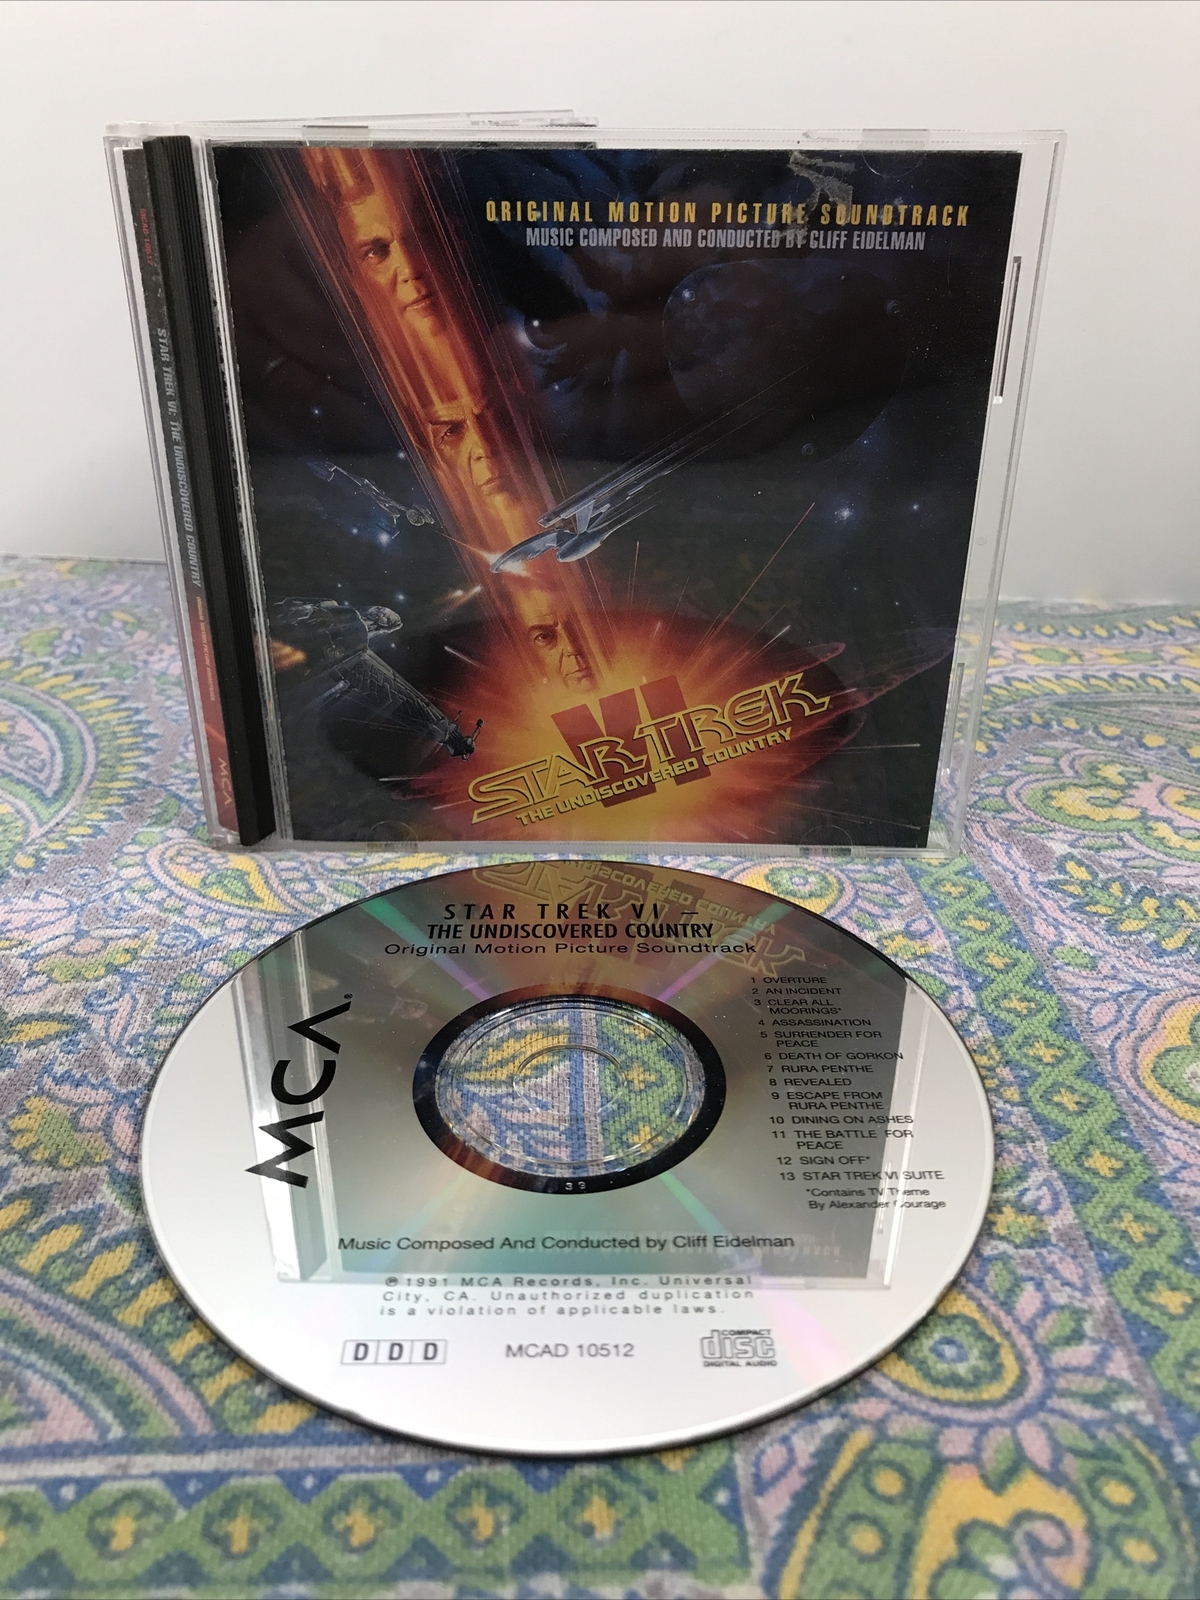 ORIGINAL MOTION PICTURE SOUNDTRACK
MUSIC COMPOSED AND CONDUCTED BY CLIFF EIDELMAN
VI
STAR TREK
THE UNDISCOVERED COUNTRY
STAR TREK VI: THE UNDISCOVERED COUNTRY
MCA
STAR TREK VI –
THE UNDISCOVERED COUNTRY
Original Motion Picture Soundtrack
MCA®
1 OVERTURE
2 AN INCIDENT
3 CLEAR ALL
MOORINGS*
4 ASSASSINATION
5 SURRENDER FOR
PEACE
6 DEATH OF GORKON
7 RURA PENTHE
8 REVEALED
9 ESCAPE FROM
RURA PENTHE
10 DINING ON ASHES
11 THE BATTLE FOR
PEACE
12 SIGN OFF*
13 STAR TREK VI SUITE
*Contains TV Theme
By Alexander Courage
Music Composed And Conducted by Cliff Eidelman
℗1991 MCA Records, Inc. Universal
City, CA. Unauthorized duplication
is a violation of applicable laws.
DDD
MCAD 10512
COMPACT
disc
DIGITAL AUDIO